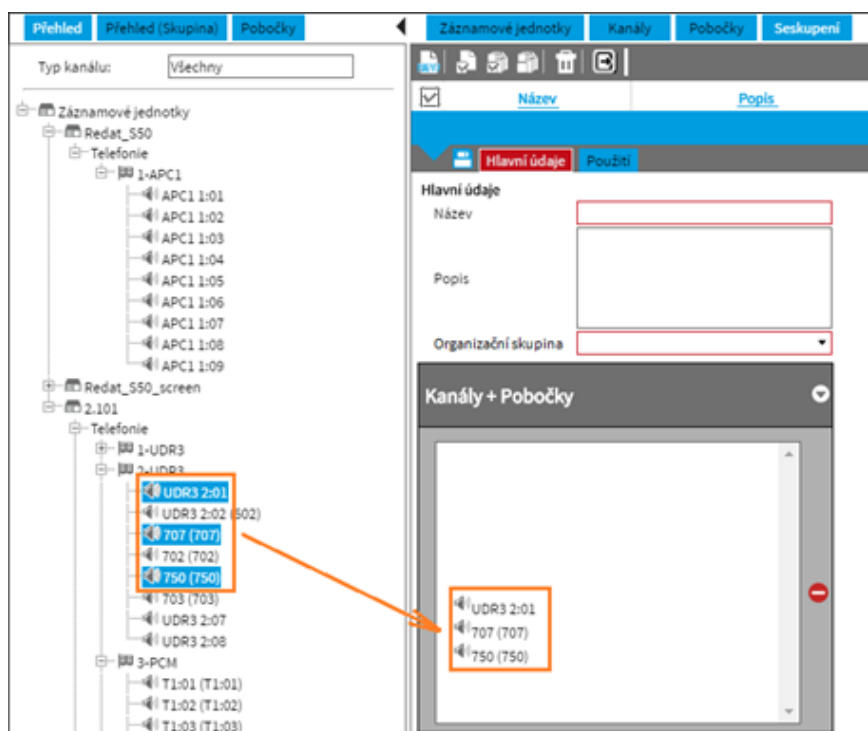 Přehled Přehled (Skupina) Pobočky
Typ kanálu: Všechny
Záznamové jednotky
Redat_S50
Telefonie
1-APC1
APC1 1:01
APC1 1:02
APC1 1:03
APC1 1:04
APC1 1:05
APC1 1:06
APC1 1:07
APC1 1:08
APC1 1:09
Redat_S50_screen
2.101
Telefonie
1-UDR3
2-UDR3
UDR3 2:01
UDR3 2:02 (602)
707 (707)
702 (702)
750 (750)
703 (703)
UDR3 2:07
UDR3 2:08
3-PCM
T1:01 (T1:01)
T1:02 (T1:02)
T1:03 (T1:03)
Záznamové jednotky Kanály Pobočky Seskupení
Název Popis
Hlavní údaje Použití
Hlavní údaje
Název
Popis
Organizační skupina
Kanály + Pobočky
UDR3 2:01
707 (707)
750 (750)